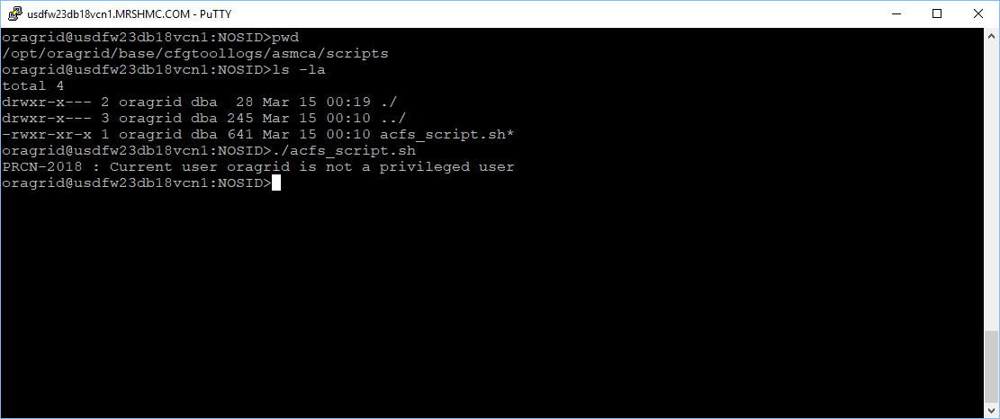 usdfw23db18vcn1.MRSHMC.COM - PuTTY
oragrid@usdfw23db18vcn1:NOSID>pwd
/opt/oragrid/base/cfgtoollogs/asmca/scripts
oragrid@usdfw23db18vcn1:NOSID>ls -la
total 4
drwxr-x--- 2 oragrid dba  28 Mar 15 00:19 ./
drwxr-x--- 3 oragrid dba 245 Mar 15 00:10 ../
-rwxr-xr-x 1 oragrid dba 641 Mar 15 00:10 acfs_script.sh*
oragrid@usdfw23db18vcn1:NOSID>./acfs_script.sh
PRCN-2018 : Current user oragrid is not a privileged user
oragrid@usdfw23db18vcn1:NOSID>